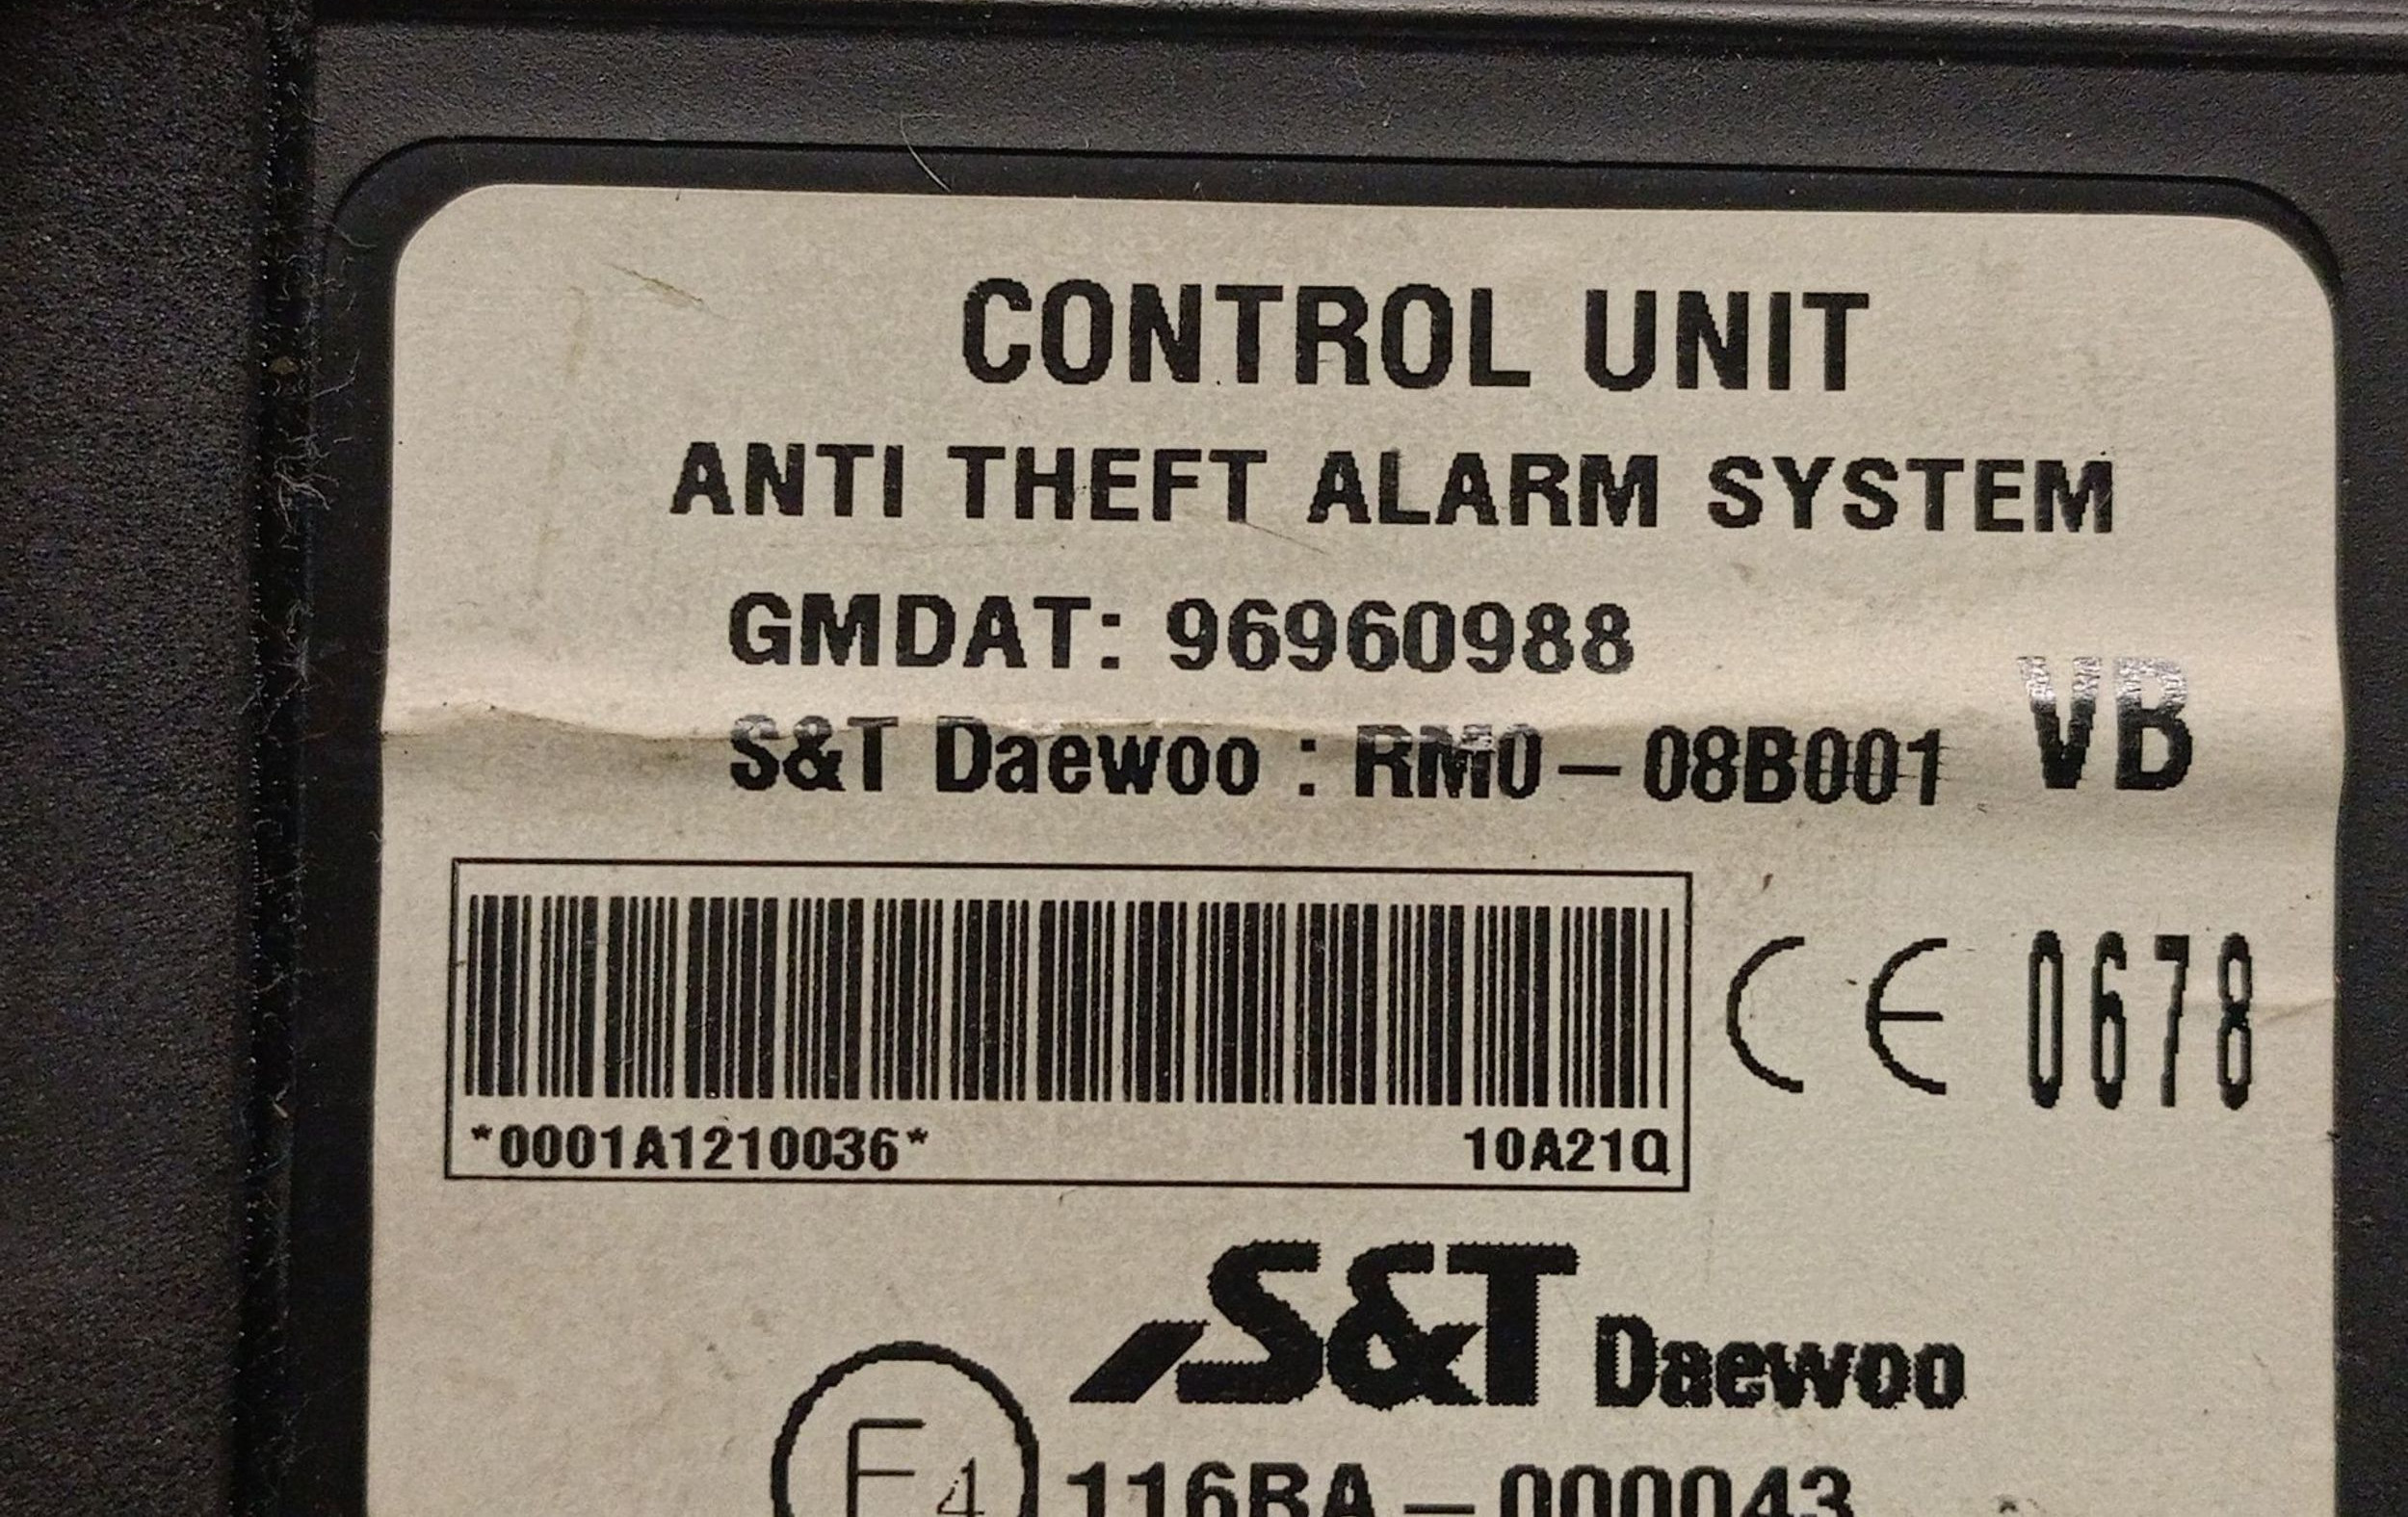 CONTROL UNIT
ANTI THEFT ALARM SYSTEM
GMDAT: 96960988
S&T Daewoo : RM0-08B001 VB
CE 0678
*0001A1210036* 10A21Q
S&T Daewoo
E4 116RA-000043